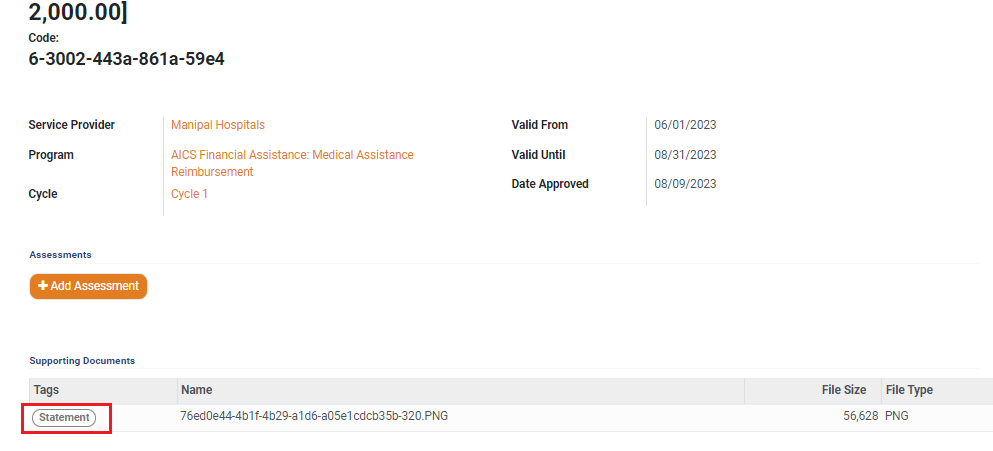 2,000.00]
Code:
6-3002-443a-861a-59e4
Service Provider Manipal Hospitals Valid From 06/01/2023
Program AICS Financial Assistance: Medical Assistance Reimbursement Valid Until 08/31/2023
Cycle Cycle 1 Date Approved 08/09/2023
Assessments
+ Add Assessment
Supporting Documents
Tags Name File Size File Type
Statement 76ed0e44-4b1f-4b29-a1d6-a05e1cdcb35b-320.PNG 56,628 PNG